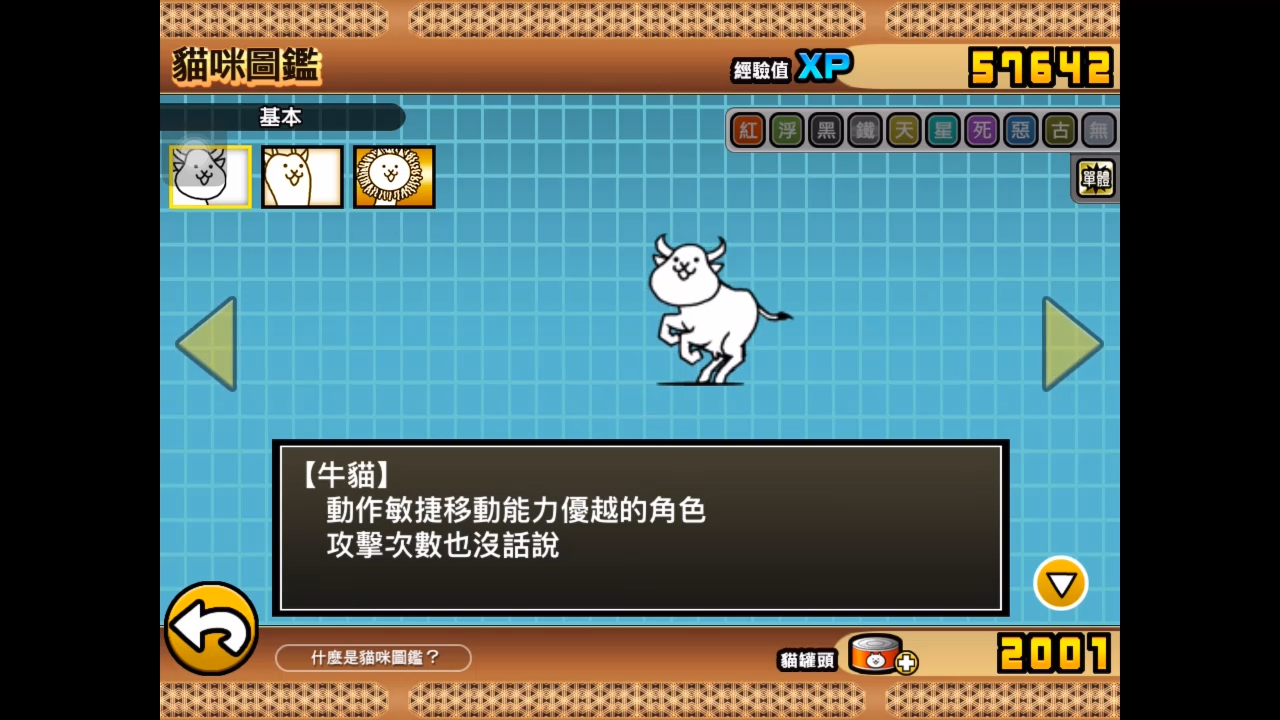 貓咪圖鑑
經驗值 XP 57642
基本
紅 浮 黑 鐵 天 星 死 惡 古 無
單體
【牛貓】
動作敏捷移動能力優越的角色
攻擊次數也沒話說
什麼是貓咪圖鑑？
貓罐頭 2001